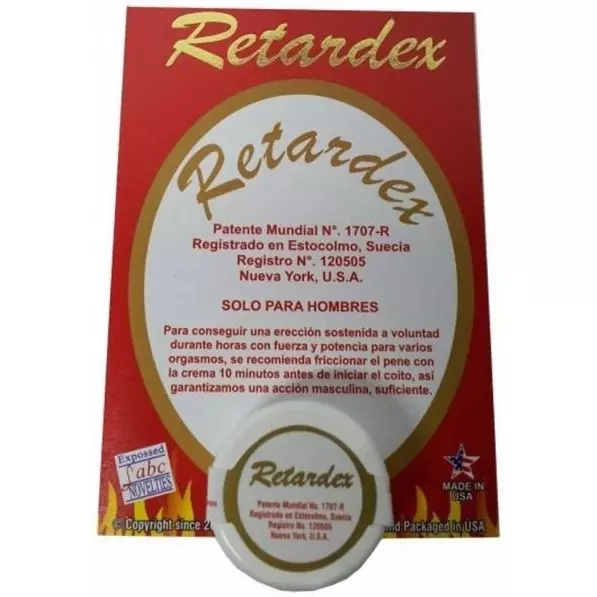 Retardex
Retardex
Patente Mundial N°. 1707-R
Registrado en Estocolmo, Suecia
Registro N°. 120505
Nueva York, U.S.A.
SOLO PARA HOMBRES
Para conseguir una erección sostenida a voluntad
durante horas con fuerza y potencia para varios
orgasmos, se recomienda friccionar el pene con
la crema 10 minutos antes de iniciar el coito, asi
garantizamos una acción masculina, suficiente.
Expossed
abc
NOVELTIES
MADE IN
USA
© Copyright since 20
nd Packaged in USA
Retardex
Patente Mundial No. 1707-R
Registrado en Estocolmo, Suecia
Registro No. 120505
Nueva York, U.S.A.